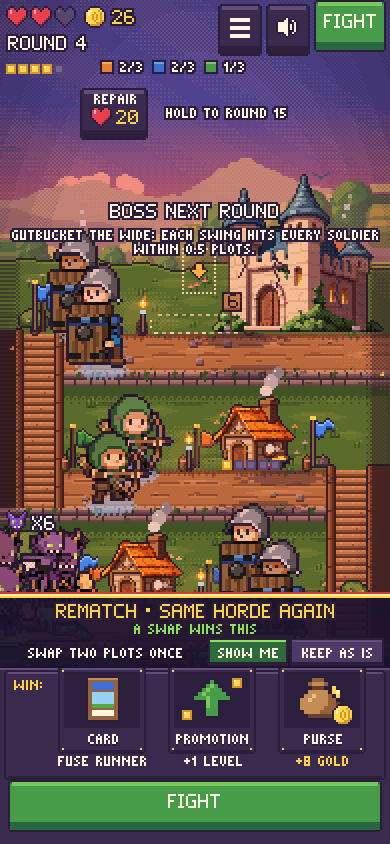 26
FIGHT
ROUND 4
2/3 2/3 1/3
REPAIR
20
HOLD TO ROUND 15
BOSS NEXT ROUND
GUTBUCKET THE WIDE: EACH SWING HITS EVERY SOLDIER
WITHIN 0.5 PLOTS.
6
X6
REMATCH • SAME HORDE AGAIN
A SWAP WINS THIS
SWAP TWO PLOTS ONCE
SHOW ME
KEEP AS IS
WIN:
CARD
PROMOTION
PURSE
FUSE RUNNER
+1 LEVEL
+8 GOLD
FIGHT